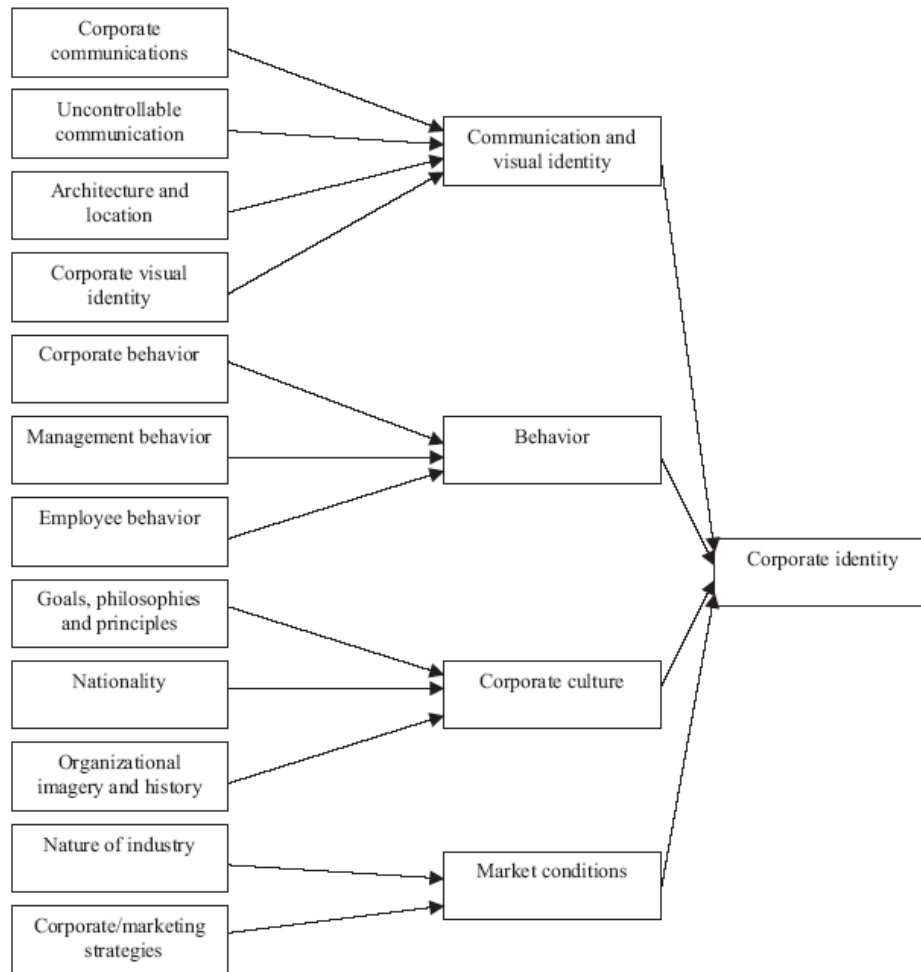 Corporate
communications
Uncontrollable
communication
Architecture and
location
Corporate visual
identity
Corporate behavior
Management behavior
Employee behavior
Goals, philosophies
and principles
Nationality
Organizational
imagery and history
Nature of industry
Corporate/marketing
strategies
Communication and
visual identity
Behavior
Corporate culture
Market conditions
Corporate identity